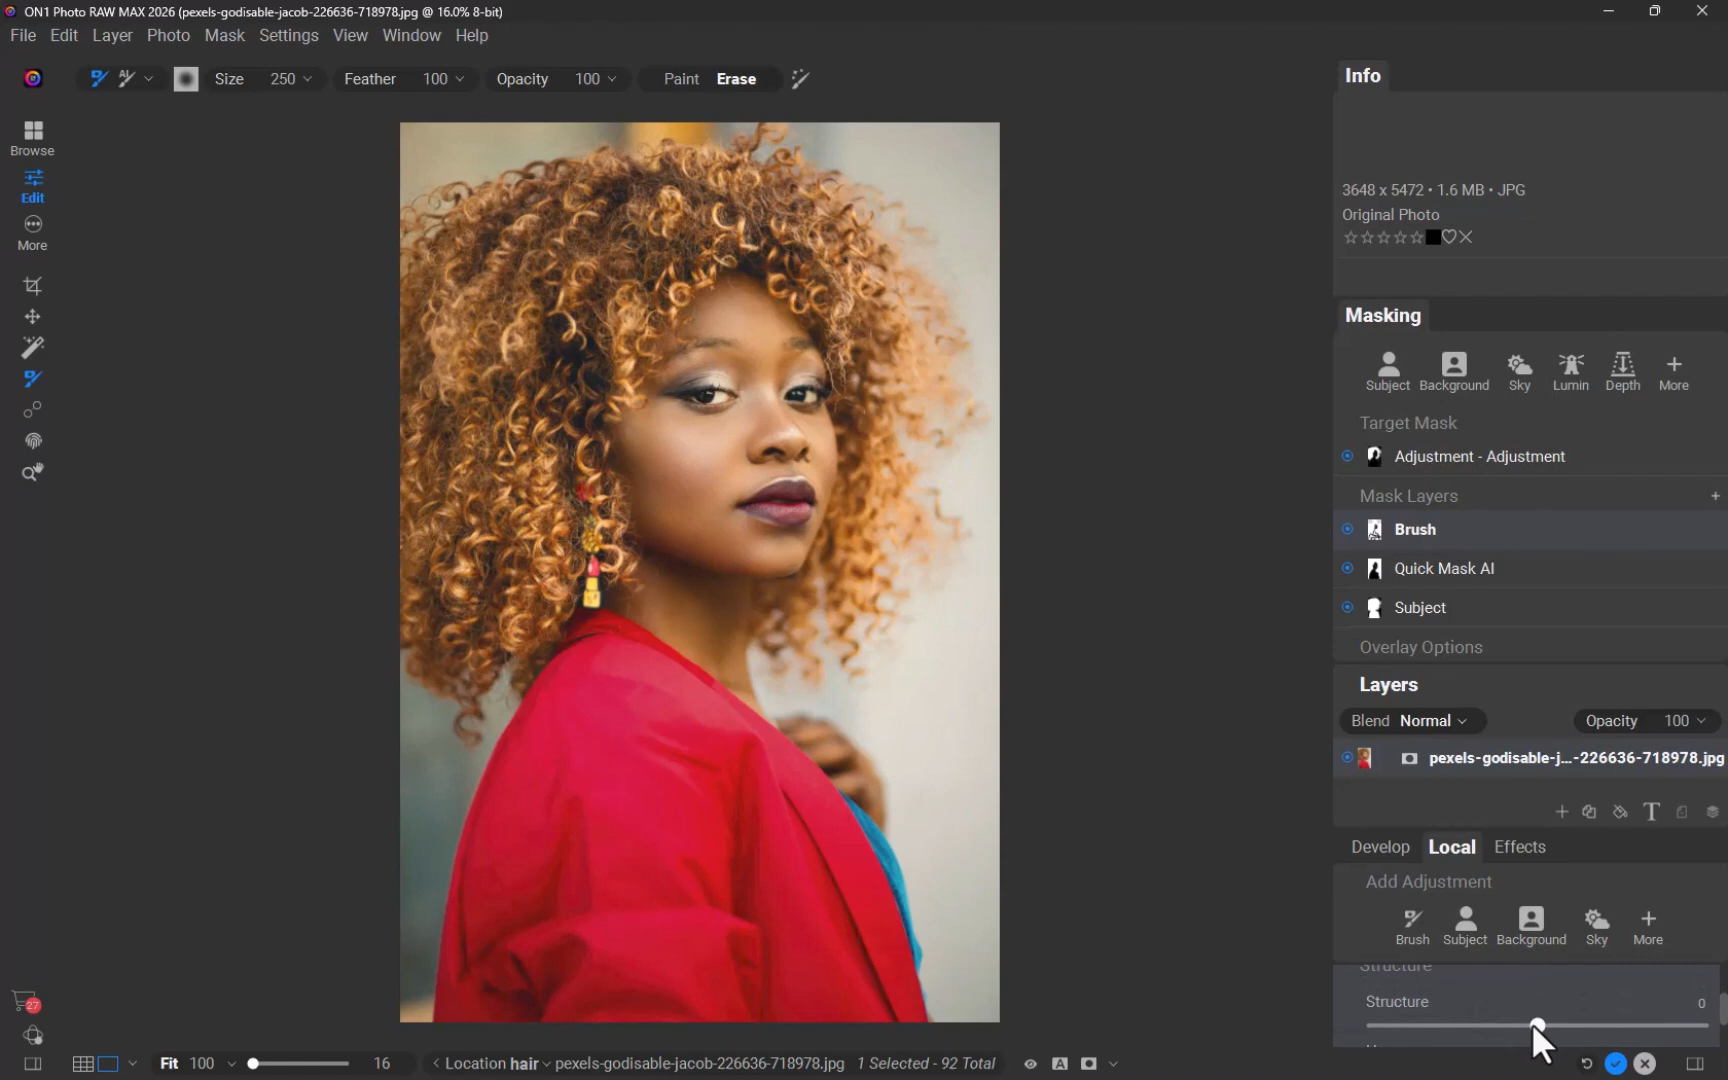 ON1 Photo RAW MAX 2026 (pexels-godisable-jacob-226636-718978.jpg @ 16.0% 8-bit)
File Edit Layer Photo Mask Settings View Window Help
AI Size 250 Feather 100 Opacity 100 Paint Erase
Browse
Edit
More
27
Info
3648 x 5472 • 1.6 MB • JPG
Original Photo
Masking
Subject Background Sky Lumin Depth More
Target Mask
Adjustment - Adjustment
Mask Layers +
Brush
Quick Mask AI
Subject
Overlay Options
Layers
Blend Normal Opacity 100
pexels-godisable-j...-226636-718978.jpg
Develop Local Effects
Add Adjustment
Brush Subject Background Sky More
Structure
Structure 0
Fit 100 16 Location hair pexels-godisable-jacob-226636-718978.jpg 1 Selected - 92 Total A